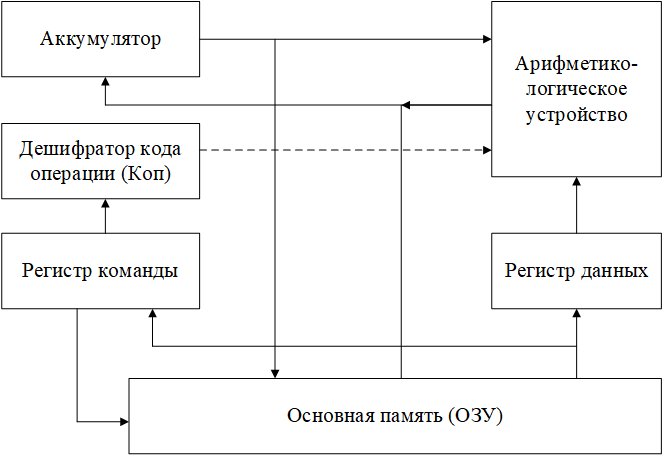 Аккумулятор
Арифметико-
логическое
устройство
Дешифратор кода
операции (Коп)
Регистр команды
Регистр данных
Основная память (ОЗУ)